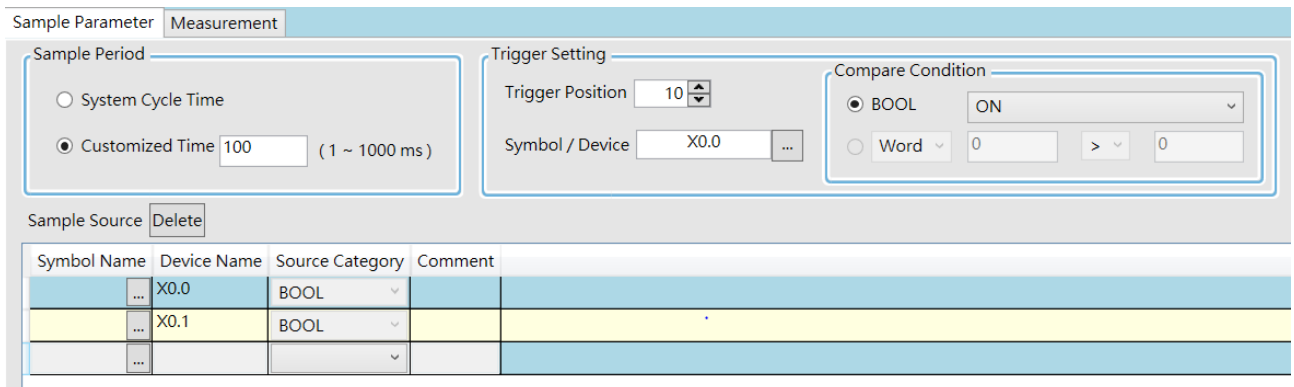 Sample Parameter Measurement
Sample Period
System Cycle Time
Customized Time 100 ( 1 ~ 1000 ms )
Trigger Setting
Trigger Position 10
Symbol / Device X0.0 ...
Compare Condition
BOOL ON
Word 0 > 0
Sample Source Delete
Symbol Name Device Name Source Category Comment
... X0.0 BOOL
... X0.1 BOOL
...